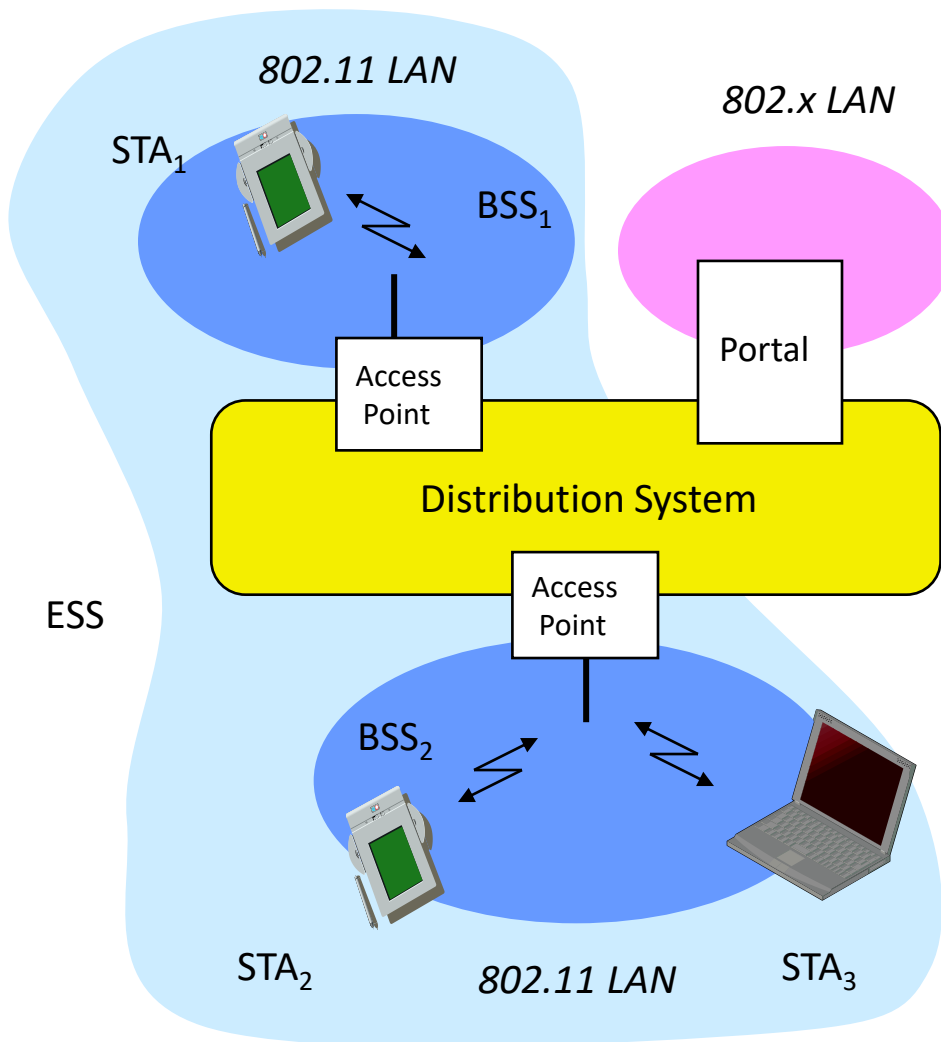 802.11 LAN
802.x LAN
STA₁
BSS₁
Access
Point
Portal
Distribution System
Access
Point
ESS
BSS₂
STA₂
802.11 LAN
STA₃